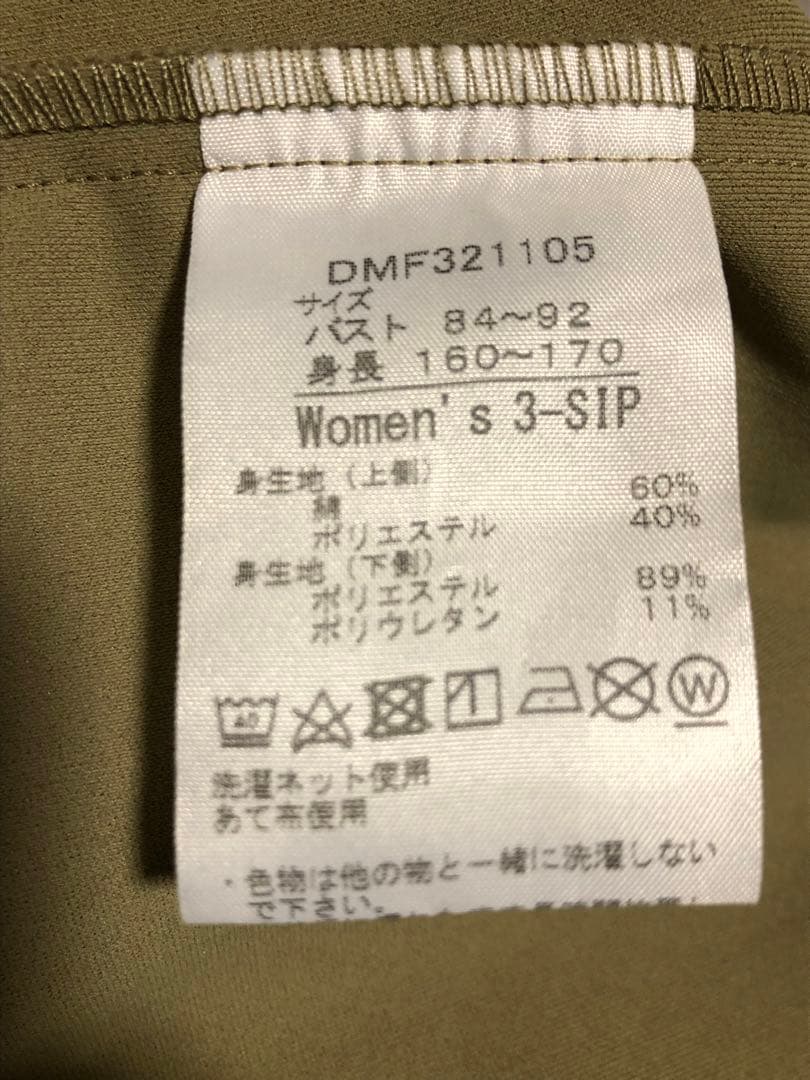 DMF321105
サイズ
バスト 84～92
身長 160～170
Women's 3-SIP
身生地(上側)
綿 60%
ポリエステル 40%
身生地(下側)
ポリエステル 89%
ポリウレタン 11%
40
W
洗濯ネット使用
あて布使用
・色物は他の物と一緒に洗濯しない
で下さい。